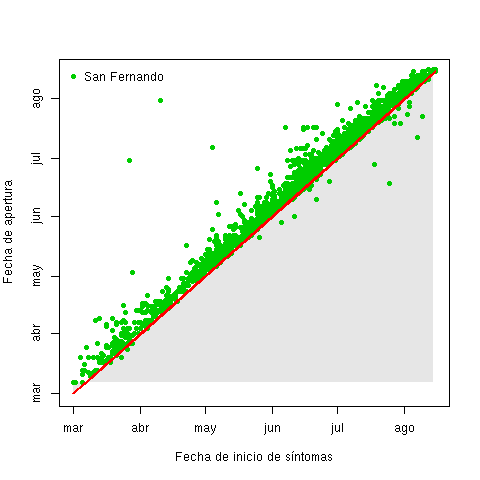 San Fernando
Fecha de apertura
ago
jul
jun
may
abr
mar
mar abr may jun jul ago
Fecha de inicio de síntomas